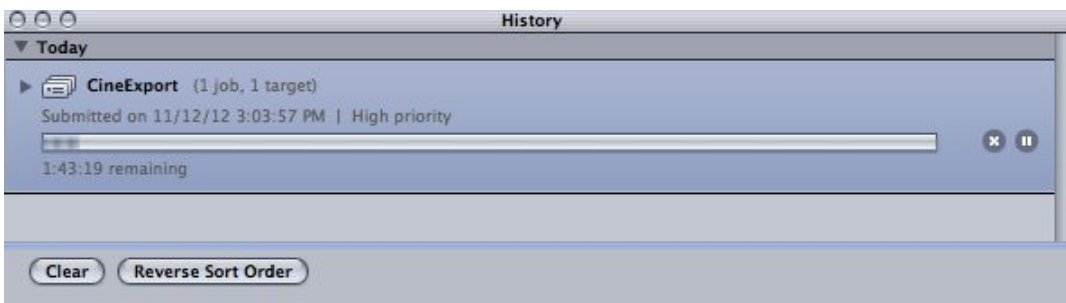 History
Today
CineExport (1 job, 1 target)
Submitted on 11/12/12 3:03:57 PM | High priority
1:43:19 remaining
Clear Reverse Sort Order